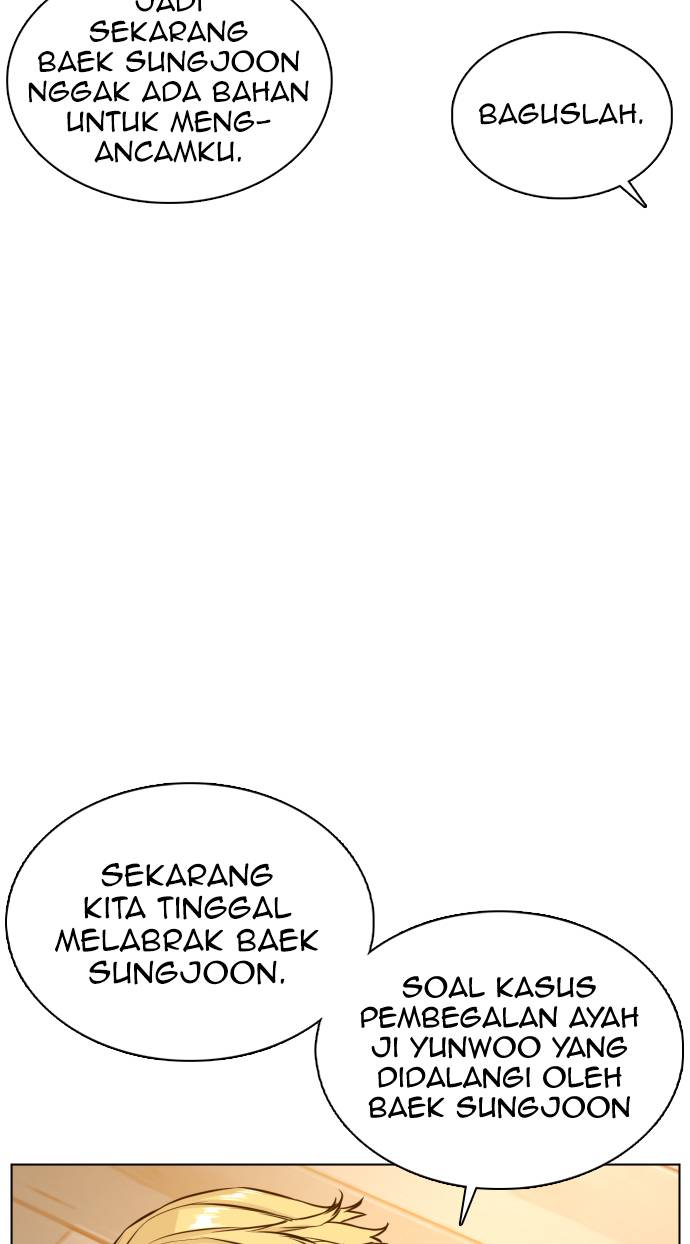 JADI
SEKARANG
BAEK SUNGJOON
NGGAK ADA BAHAN
UNTUK MENG-
ANCAMKU.
BAGUSLAH.
SEKARANG
KITA TINGGAL
MELABRAK BAEK
SUNGJOON.
SOAL KASUS
PEMBEGALAN AYAH
JI YUNWOO YANG
DIDALANGI OLEH
BAEK SUNGJOON